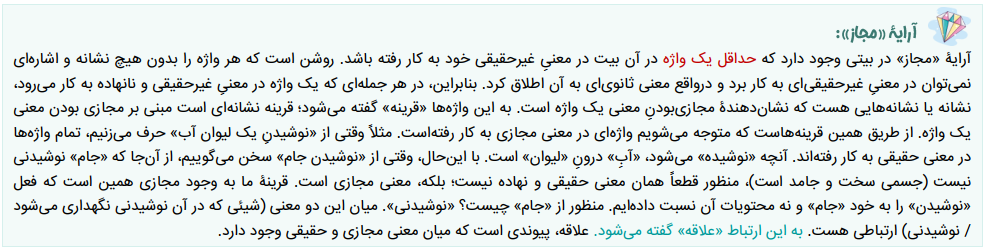 آرایهٔ «مجاز»:
آرایهٔ «مجاز» در بیتی وجود دارد که حداقل یک واژه در آن بیت در معنیِ غیرحقیقی خود به کار رفته باشد. روشن است که هر واژه را بدون هیچ نشانه و اشاره‌ای
نمی‌توان در معنیِ غیرحقیقی‌ای به کار برد و درواقع معنی ثانوی‌ای به آن اطلاق کرد. بنابراین، در هر جمله‌ای که یک واژه در معنیِ غیرحقیقی و نانهاده به کار می‌رود،
نشانه یا نشانه‌هایی هست که نشان‌دهندهٔ مجازی‌بودنِ معنی یک واژه است. به این واژه‌ها «قرینه» گفته می‌شود؛ قرینه نشانه‌ای است مبنی بر مجازی بودن معنی
یک واژه. از طریق همین قرینه‌هاست که متوجه می‌شویم واژه‌ای در معنی مجازی به کار رفته‌است. مثلاً وقتی از «نوشیدنِ یک لیوان آب» حرف می‌زنیم، تمام واژه‌ها
در معنی حقیقی به کار رفته‌اند. آنچه «نوشیده» می‌شود، «آبِ» درونِ «لیوان» است. با این‌حال، وقتی از «نوشیدن جام» سخن می‌گوییم، از آن‌جا که «جام» نوشیدنی
نیست (جسمی سخت و جامد است)، منظور قطعاً همان معنی حقیقی و نهاده نیست؛ بلکه، معنی مجازی است. قرینهٔ ما به وجود مجازی همین است که فعل
«نوشیدن» را به خود «جام» و نه محتویات آن نسبت داده‌ایم. منظور از «جام» چیست؟ «نوشیدنی». میان این دو معنی (شیئی که در آن نوشیدنی نگهداری می‌شود
/ نوشیدنی) ارتباطی هست. به این ارتباط «علاقه» گفته می‌شود. علاقه، پیوندی است که میان معنی مجازی و حقیقی وجود دارد.